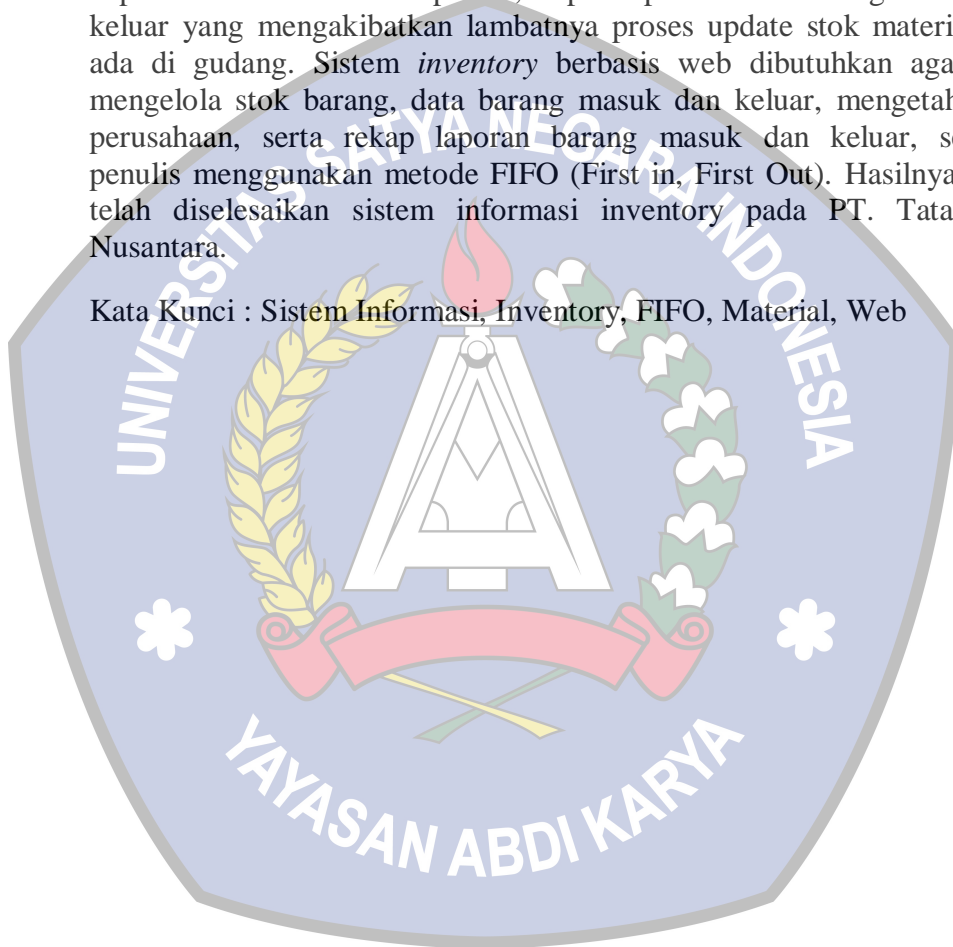 keluar yang mengakibatkan lambatnya proses update stok materi
ada di gudang. Sistem inventory berbasis web dibutuhkan aga
mengelola stok barang, data barang masuk dan keluar, mengetah
perusahaan, serta rekap laporan barang masuk dan keluar, se
penulis menggunakan metode FIFO (First in, First Out). Hasilnya
telah diselesaikan sistem informasi inventory pada PT. Tata
Nusantara.
Kata Kunci : Sistem Informasi, Inventory, FIFO, Material, Web
UNIVERSITAS SATYA NEGARA INDONESIA
YAYASAN ABDI KARYA